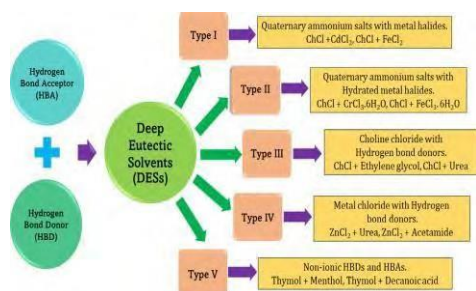 Hydrogen
Bond Acceptor
(HBA)
Hydrogen
Bond Donor
(HBD)
Deep
Eutectic
Solvents
(DESs)
Type I
Quaternary ammonium salts with metal halides.
ChCl +CdCl2, ChCl + FeCl2
Type II
Quaternary ammonium salts with
Hydrated metal halides.
ChCl + CrCl3.6H2O, ChCl + FeCl2.6H2O
Type III
Choline chloride with
Hydrogen bond donors.
ChCl + Ethylene glycol, ChCl + Urea
Type IV
Metal chloride with Hydrogen
bond donors.
ZnCl2 + Urea, ZnCl2 + Acetamide
Type V
Non-ionic HBDs and HBAs.
Thymol + Menthol, Thymol + Decanoic acid